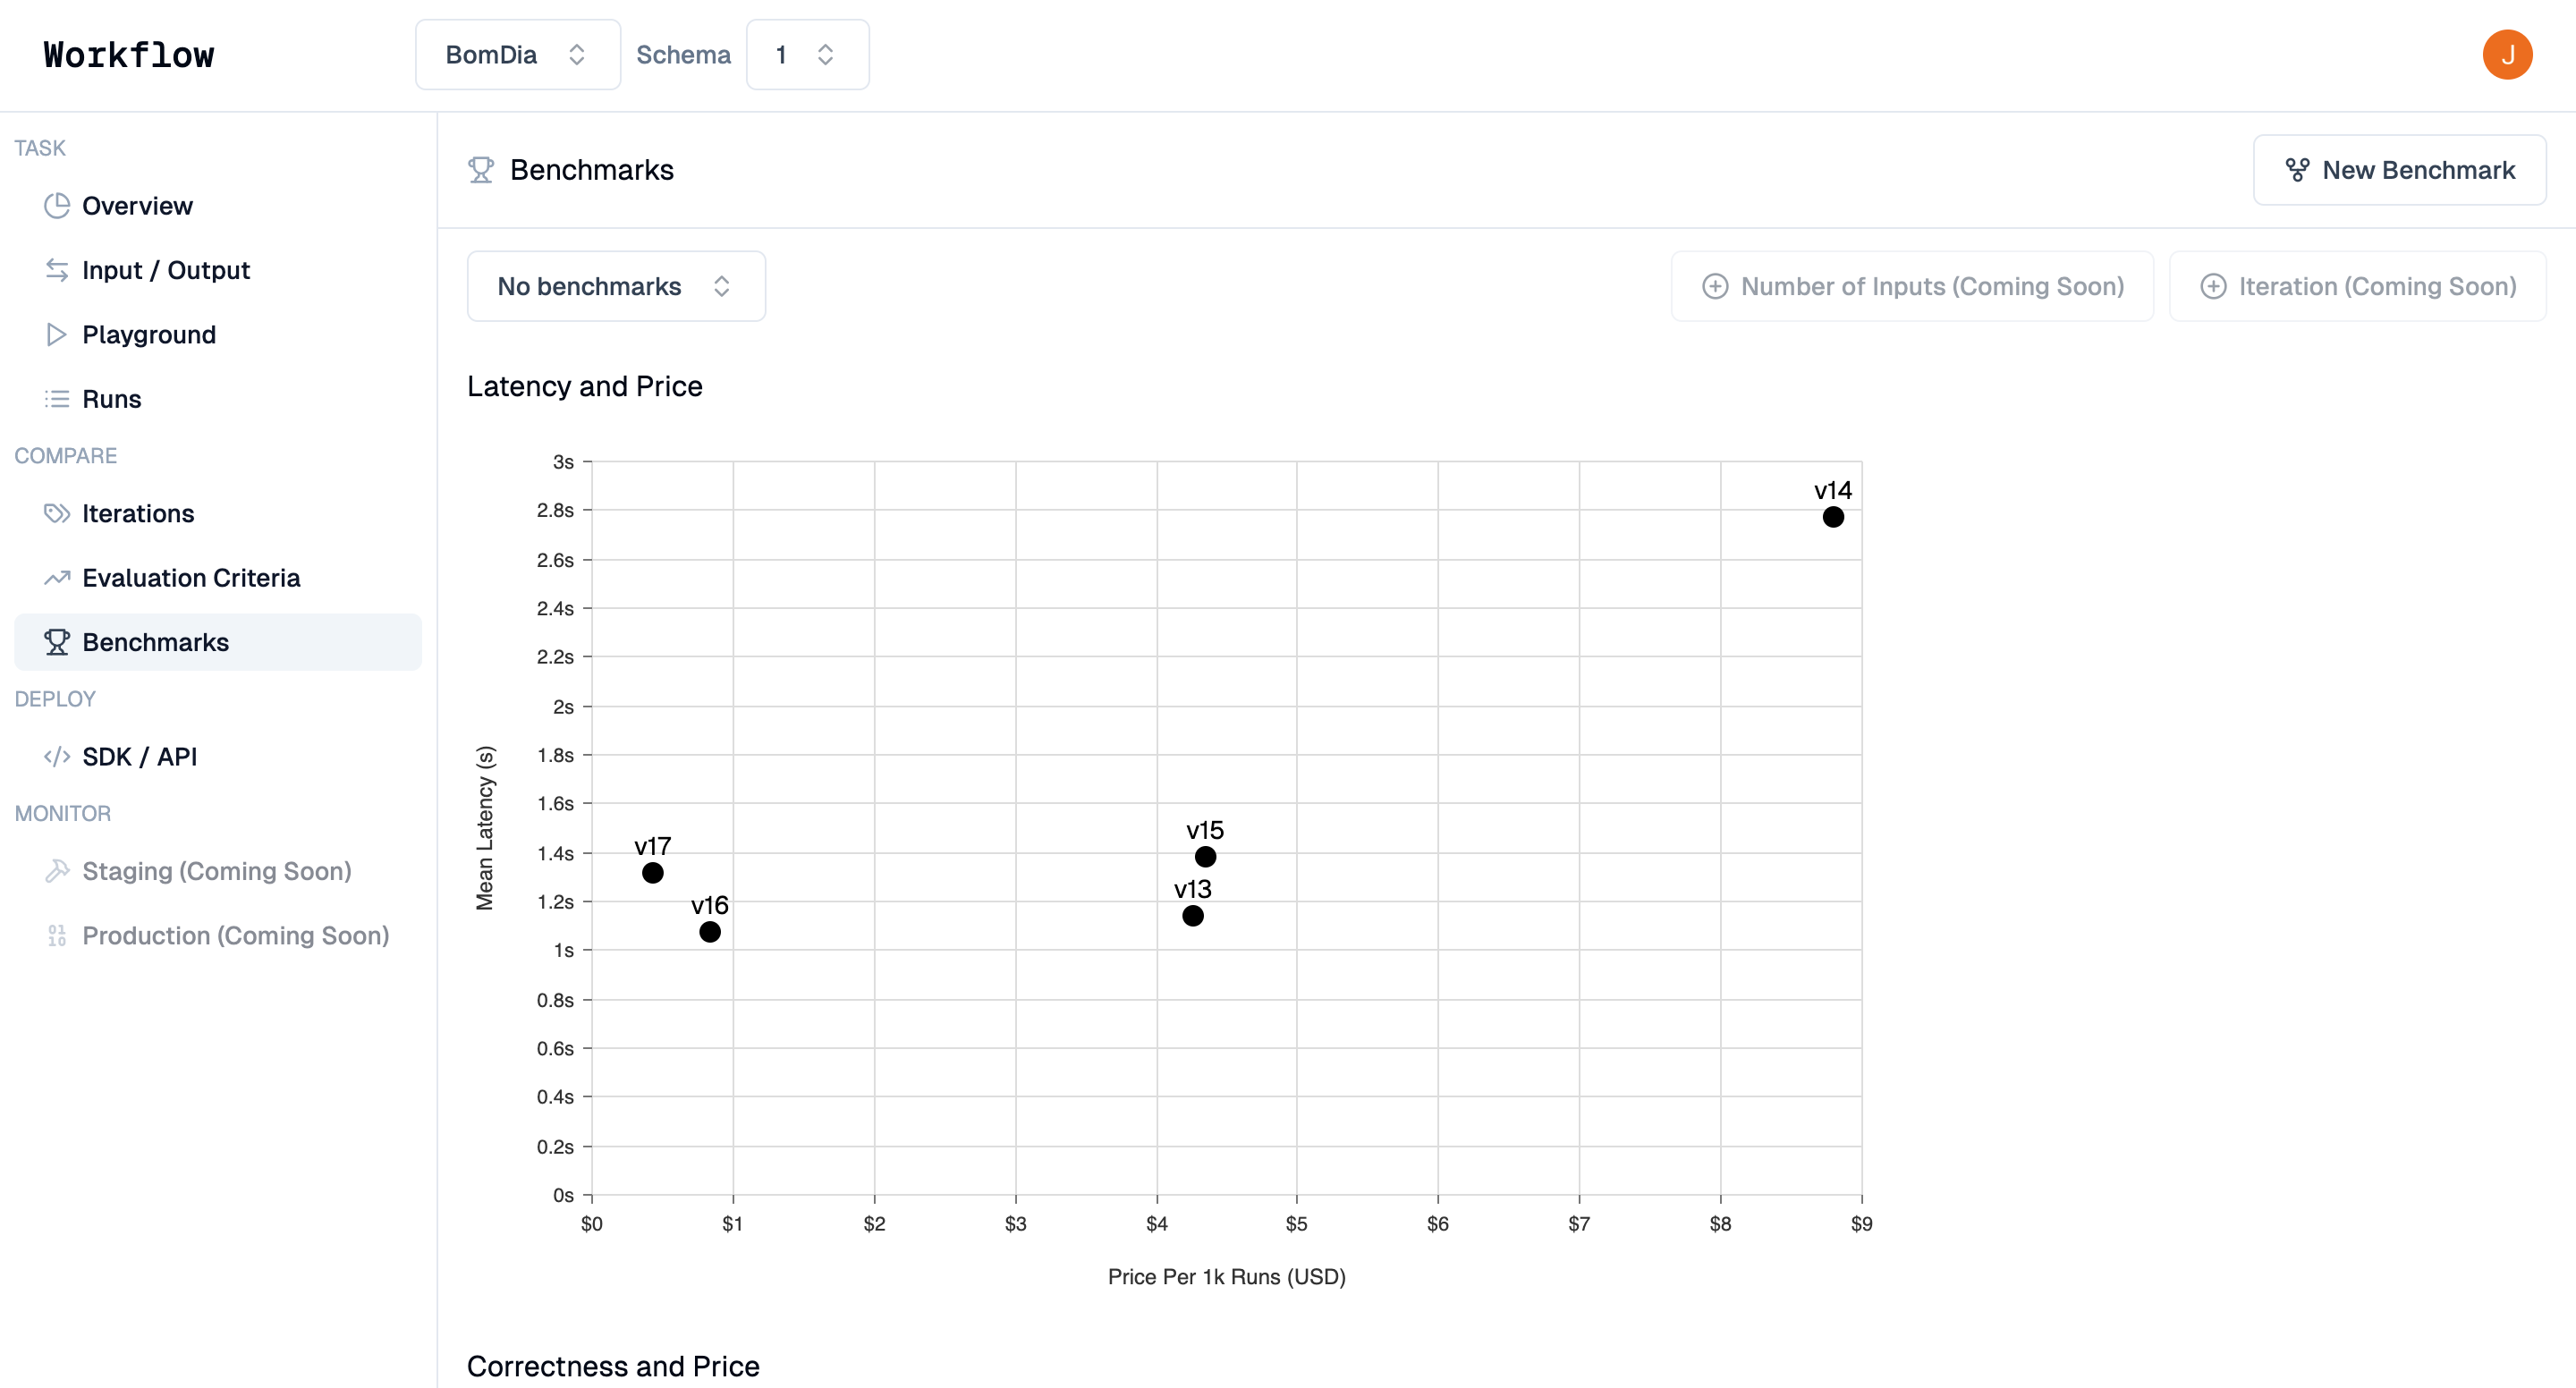 Workflow
BomDia
Schema
1
J
TASK
Overview
Input / Output
Playground
Runs
COMPARE
Iterations
Evaluation Criteria
Benchmarks
DEPLOY
SDK / API
MONITOR
Staging (Coming Soon)
Production (Coming Soon)
Benchmarks
New Benchmark
No benchmarks
Number of Inputs (Coming Soon)
Iteration (Coming Soon)
Latency and Price
Mean Latency (s)
3s
2.8s
2.6s
2.4s
2.2s
2s
1.8s
1.6s
1.4s
1.2s
1s
0.8s
0.6s
0.4s
0.2s
0s
v14
v15
v17
v13
v16
$0
$1
$2
$3
$4
$5
$6
$7
$8
$9
Price Per 1k Runs (USD)
Correctness and Price
01
10